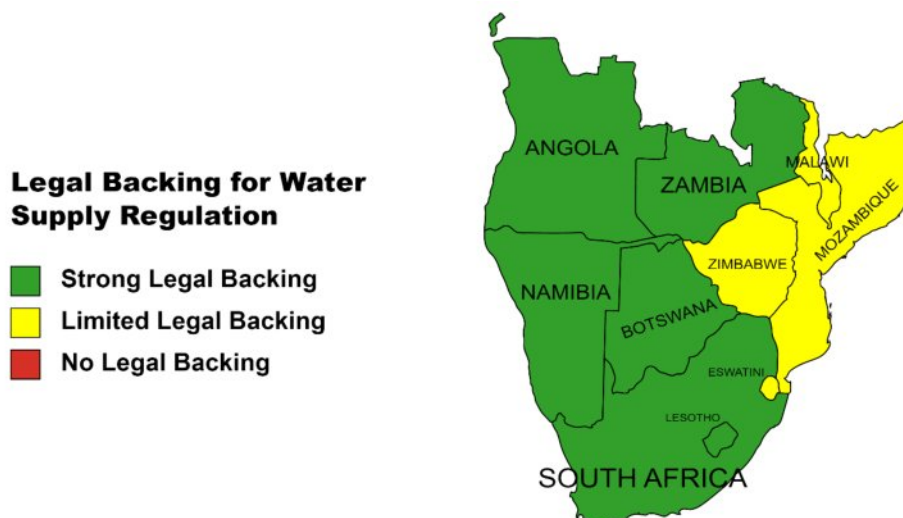 Legal Backing for Water
Supply Regulation
Strong Legal Backing
Limited Legal Backing
No Legal Backing
ANGOLA
ZAMBIA
MALAWI
MOZAMBIQUE
ZIMBABWE
NAMIBIA
BOTSWANA
ESWATINI
LESOTHO
SOUTH AFRICA